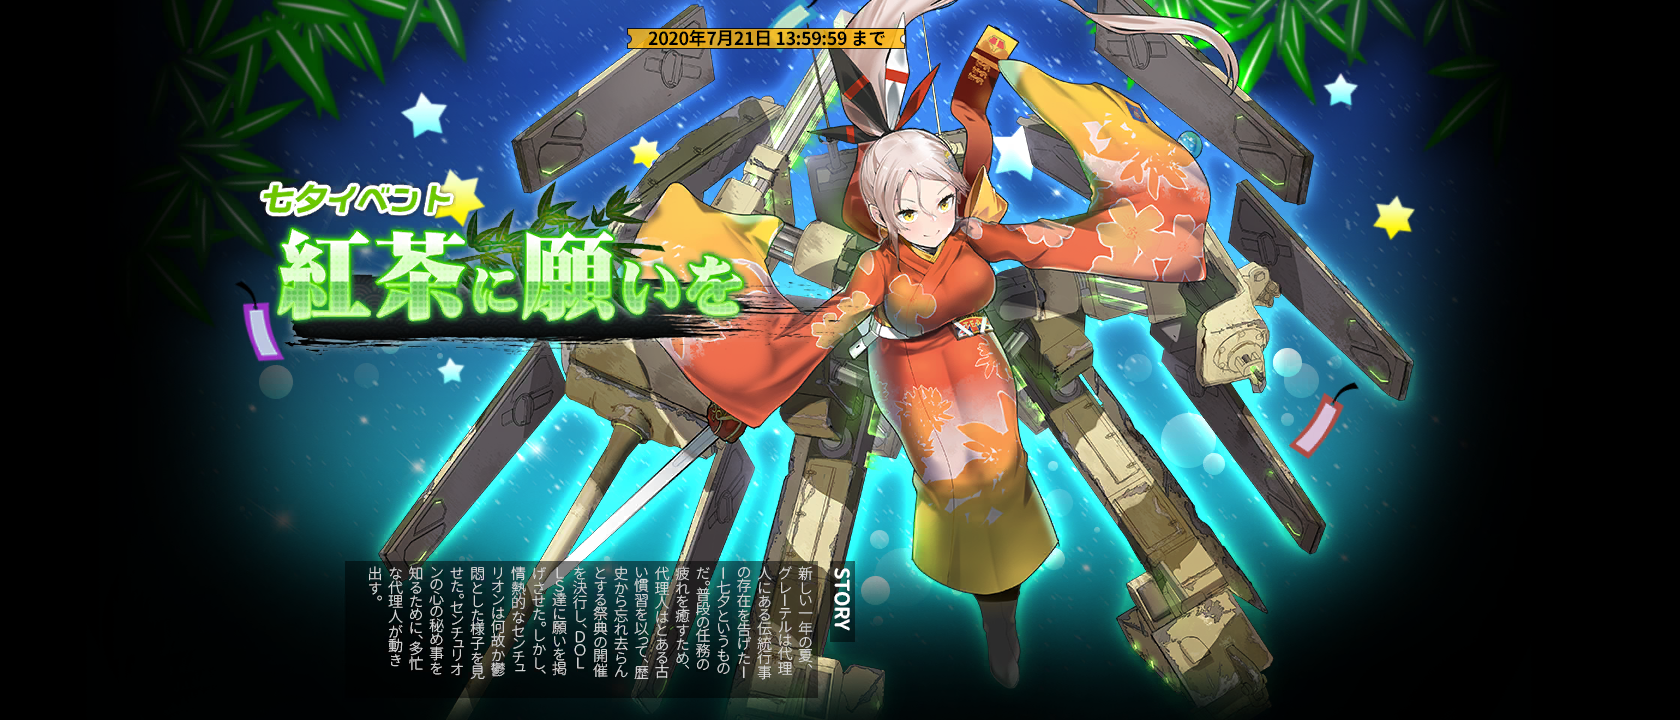 2020年7月21日 13:59:59 まで
七夕イベント
紅茶に願いを
STORY
新しい一年の夏、
グレーテルは代理
人にある伝統行事
の存在を告げたー
ー七夕というもの
だ。普段の任務の
疲れを癒すため、
代理人はとある古
い慣習を以って、歴
史から忘れ去らん
とする祭典の開催
を決行し、DOL
LS達に願いを掲
げさせた。しかし、
情熱的なセンチュ
リオンは何故か鬱
悶とした様子を見
せた。センチュリオ
ンの心の秘め事を
知るために、多忙
な代理人が動き
出す。